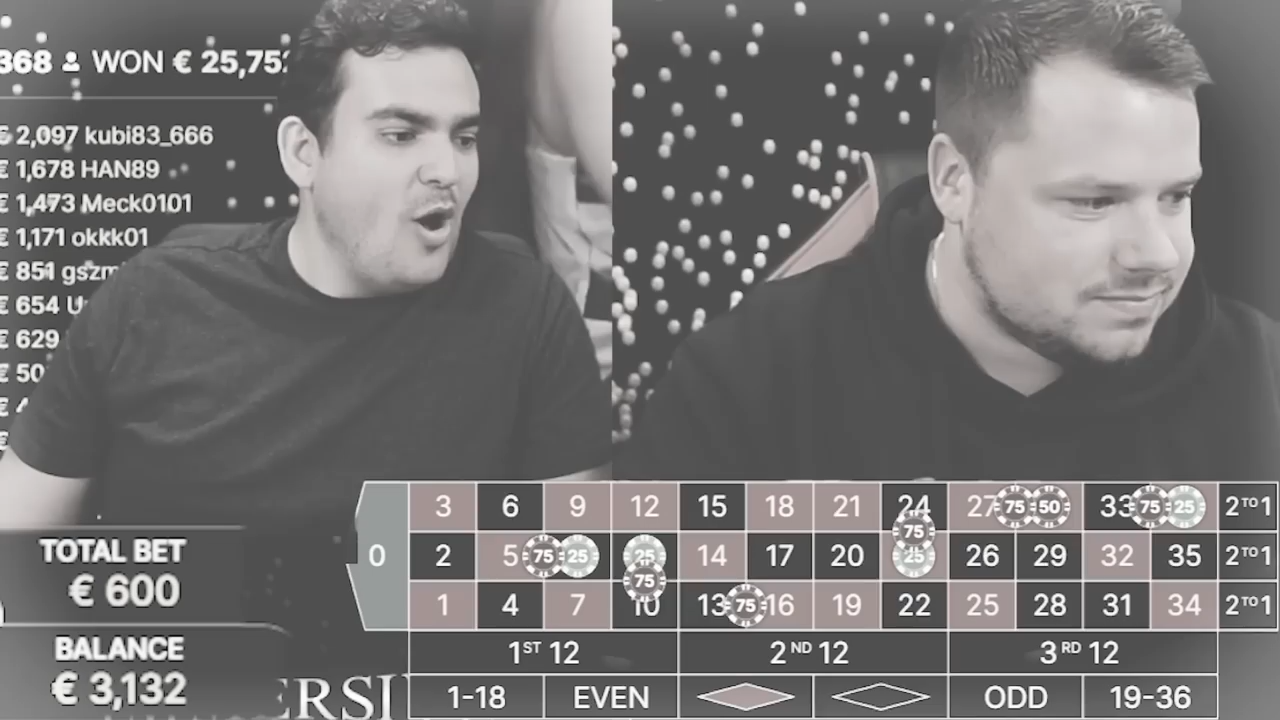 368 WON € 25,752
€ 2,097 kubi83_666
€ 1,678 HAN89
€ 1,473 Meck0101
€ 1,171 okkk01
€ 851 gszm
€ 654
€ 629
€ 50
€
€
TOTAL BET
€ 600
BALANCE
€ 3,132
3 6 9 12 15 18 21 24 27 75 50 33 75 25 2 TO 1
75
0 2 5 75 25 25 14 17 20 25 26 29 32 35 2 TO 1
75
1 4 7 10 13 75 16 19 22 25 28 31 34 2 TO 1
1ST 12 2ND 12 3RD 12
1-18 EVEN ODD 19-36